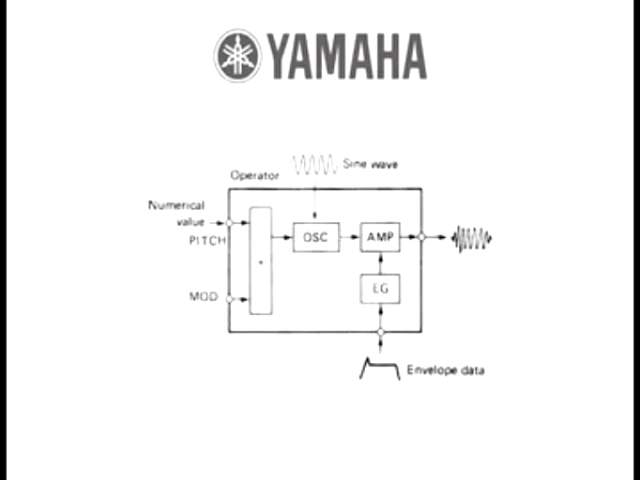 YAMAHA
Sine wave
Operator
Numerical
value
PITCH
OSC
AMP
MOD
EG
Envelope data